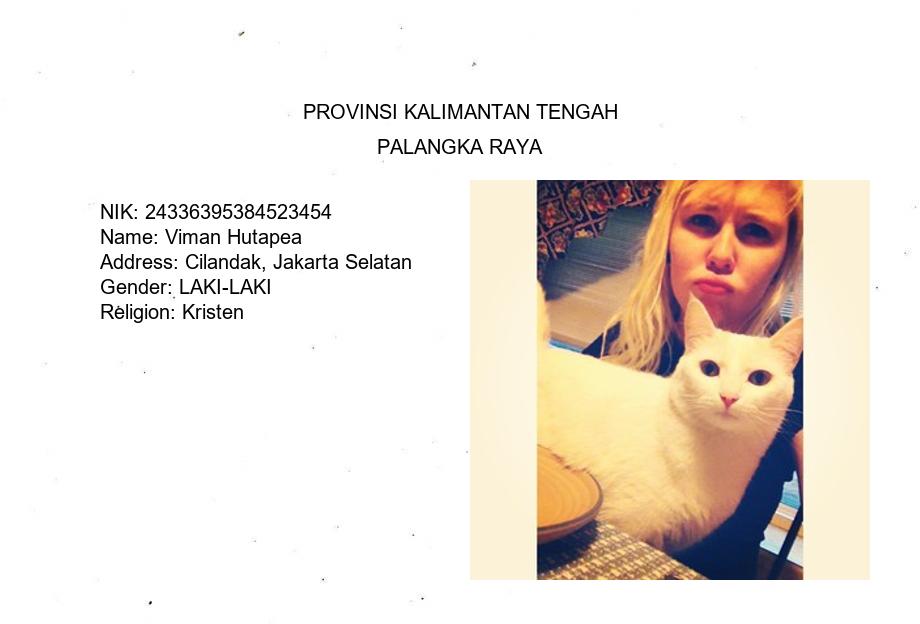 PROVINSI KALIMANTAN TENGAH
PALANGKA RAYA
NIK: 24336395384523454
Name: Viman Hutapea
Address: Cilandak, Jakarta Selatan
Gender: LAKI-LAKI
Religion: Kristen